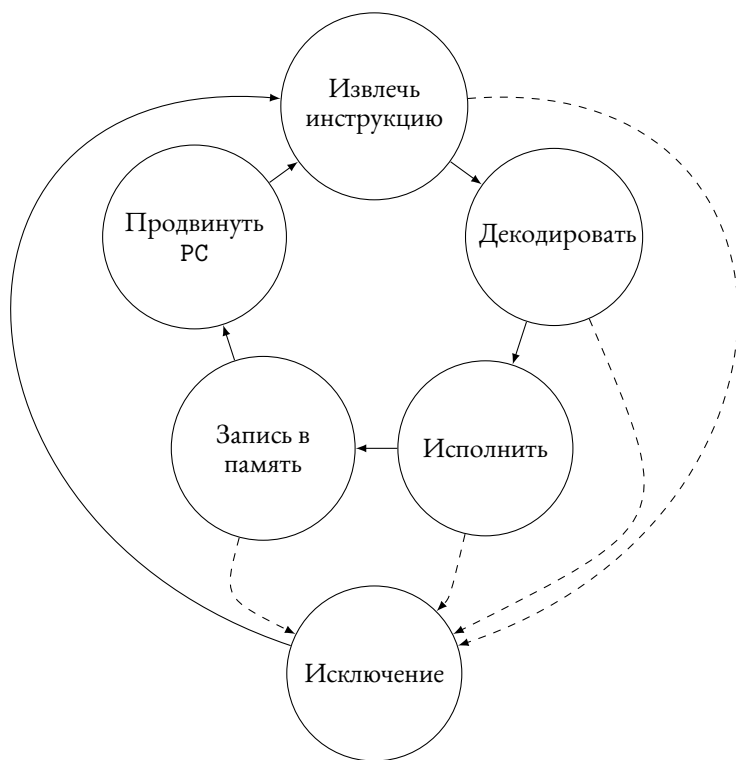 Извлечь
инструкцию
Продвинуть
PC
Декодировать
Запись в
память
Исполнить
Исключение